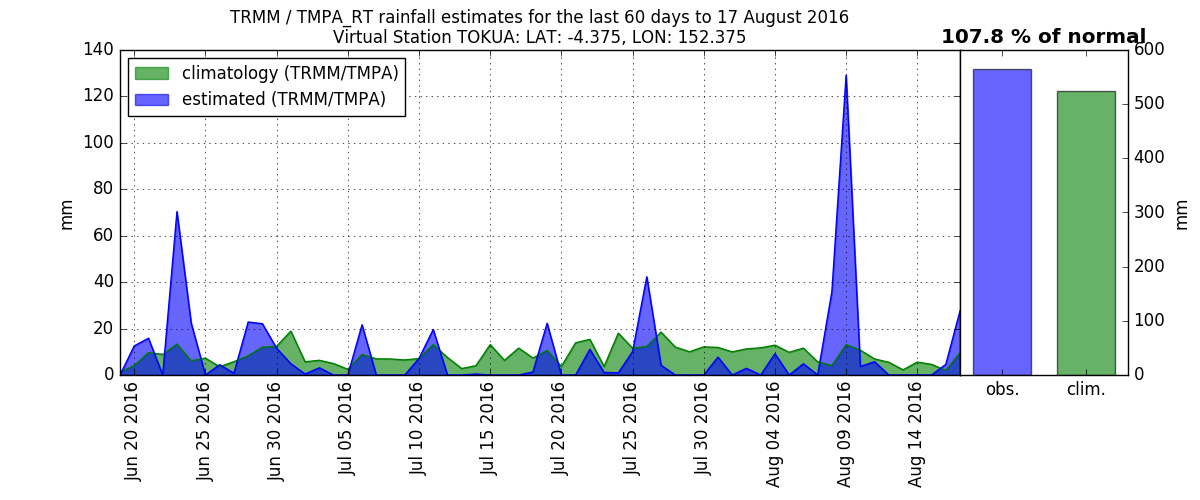 TRMM / TMPA_RT rainfall estimates for the last 60 days to 17 August 2016
Virtual Station TOKUA: LAT: -4.375, LON: 152.375
107.8 % of normal
climatology (TRMM/TMPA)
estimated (TRMM/TMPA)
140
120
100
80
60
40
20
0
mm
Jun 20 2016
Jun 25 2016
Jun 30 2016
Jul 05 2016
Jul 10 2016
Jul 15 2016
Jul 20 2016
Jul 25 2016
Jul 30 2016
Aug 04 2016
Aug 09 2016
Aug 14 2016
600
500
400
300
200
100
0
mm
obs.
clim.